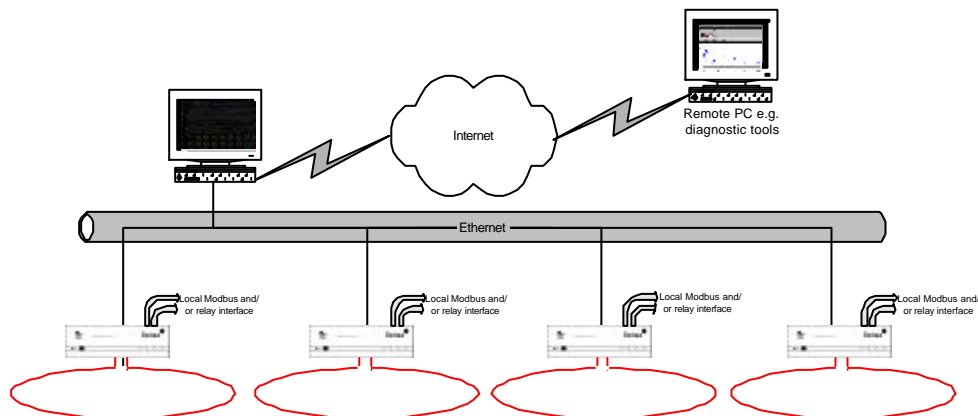 Remote PC e.g.
diagnostic tools
Internet
Ethernet
Local Modbus and/
or relay interface
Local Modbus and/
or relay interface
Local Modbus and/
or relay interface
Local Modbus and/
or relay interface